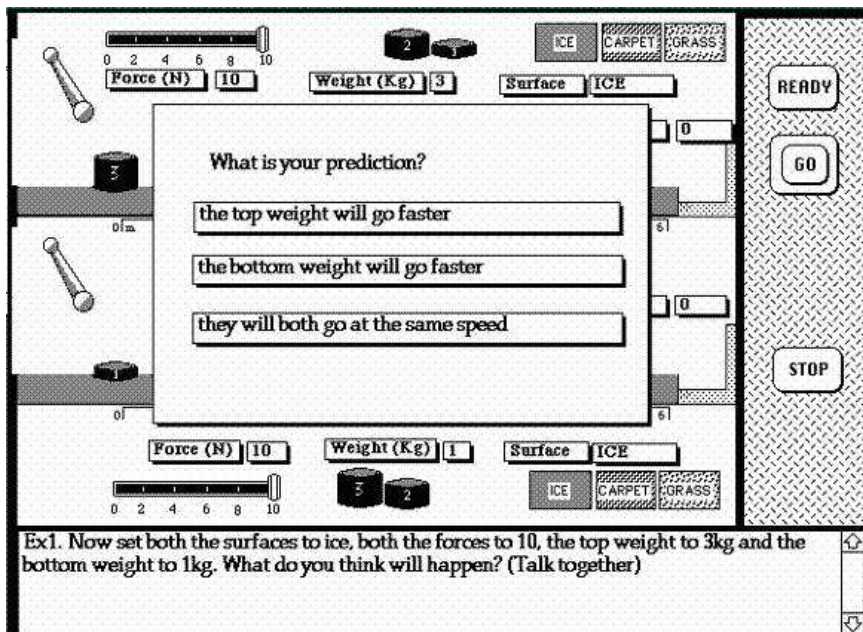 2
1
ICE
CARPET
GRASS
0 2 4 6 8 10
Force (N) 10
Weight (Kg) 3
Surface ICE
READY
0
3
What is your prediction?
GO
the top weight will go faster
0 m
6
the bottom weight will go faster
0
they will both go at the same speed
1
STOP
0
6
Force (N) 10
Weight (Kg) 1
Surface ICE
3
2
ICE
CARPET
GRASS
0 2 4 6 8 10
Ex1. Now set both the surfaces to ice, both the forces to 10, the top weight to 3kg and the
bottom weight to 1kg. What do you think will happen? (Talk together)